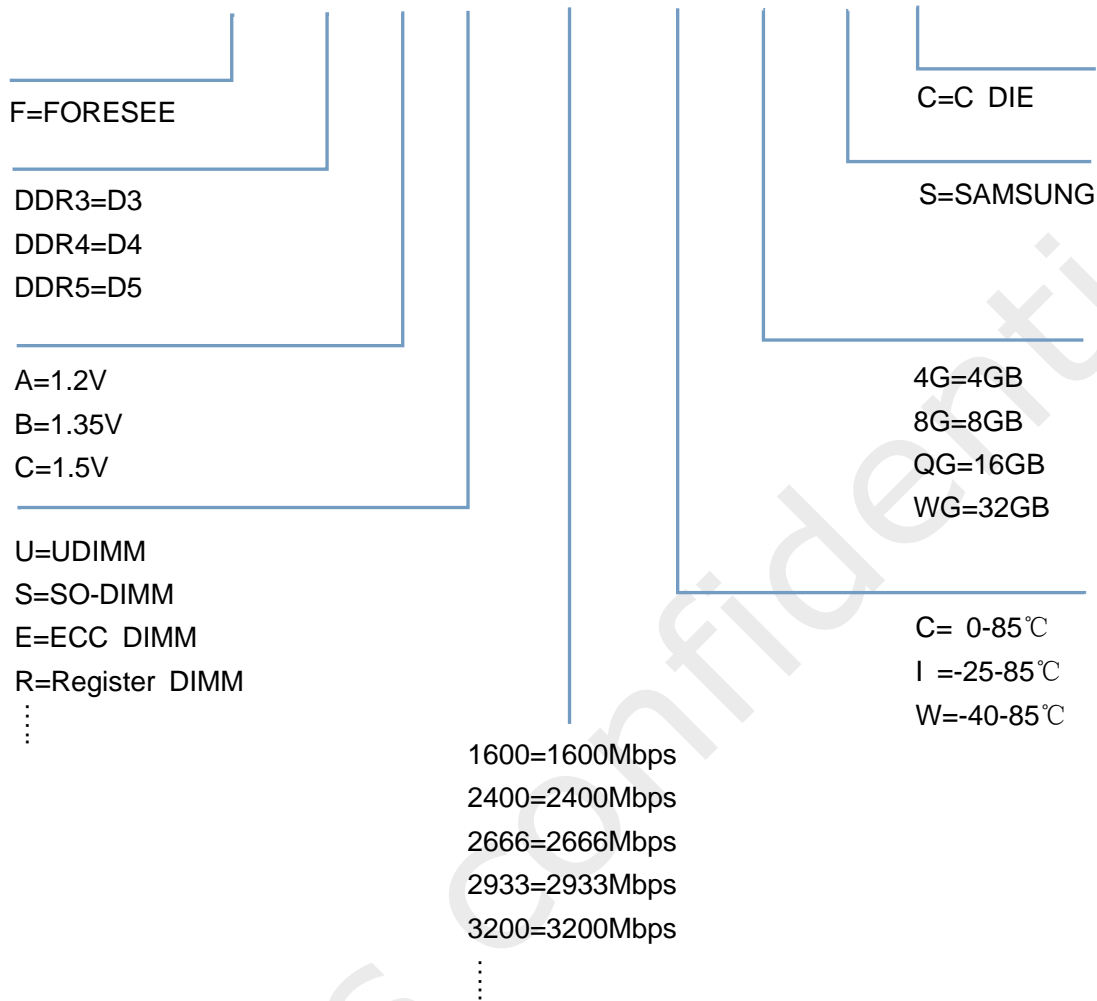 F=FORESEE
DDR3=D3
DDR4=D4
DDR5=D5
A=1.2V
B=1.35V
C=1.5V
U=UDIMM
S=SO-DIMM
E=ECC DIMM
R=Register DIMM
⋮
1600=1600Mbps
2400=2400Mbps
2666=2666Mbps
2933=2933Mbps
3200=3200Mbps
⋮
C=C DIE
S=SAMSUNG
4G=4GB
8G=8GB
QG=16GB
WG=32GB
C= 0-85℃
I =-25-85℃
W=-40-85℃